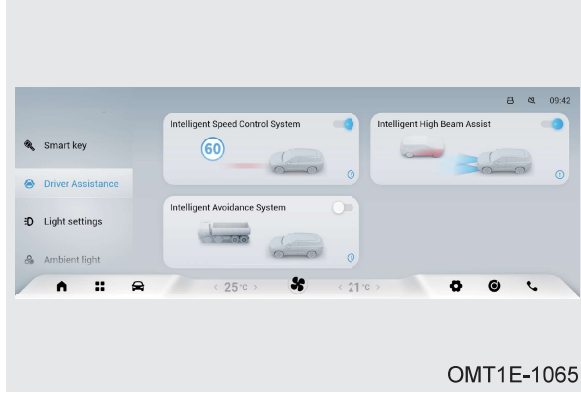 09:42
Intelligent Speed Control System
Intelligent High Beam Assist
60
Smart key
Driver Assistance
Intelligent Avoidance System
Light settings
Ambient light
< 25°C >
< 21°C >
OMT1E-1065